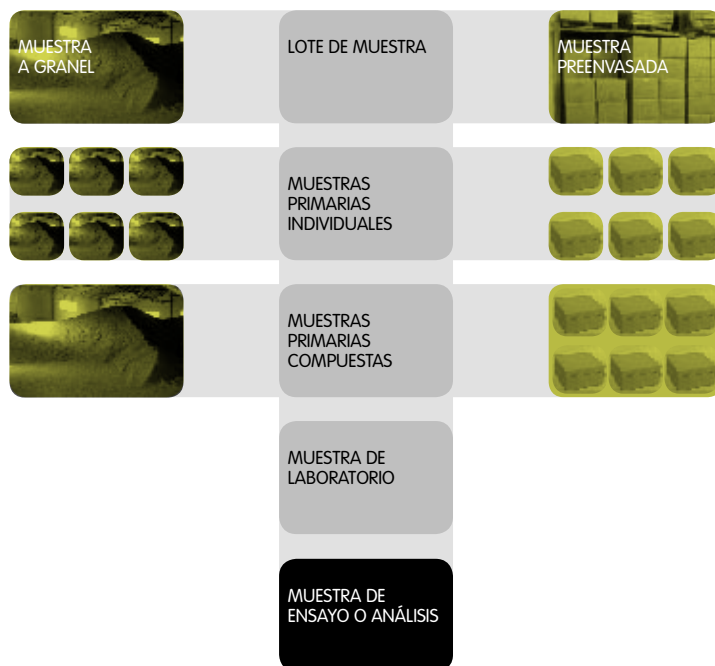 MUESTRA
A GRANEL
LOTE DE MUESTRA
MUESTRA
PREENVASADA
MUESTRAS
PRIMARIAS
INDIVIDUALES
MUESTRAS
PRIMARIAS
COMPUESTAS
MUESTRA DE
LABORATORIO
MUESTRA DE
ENSAYO O ANÁLISIS